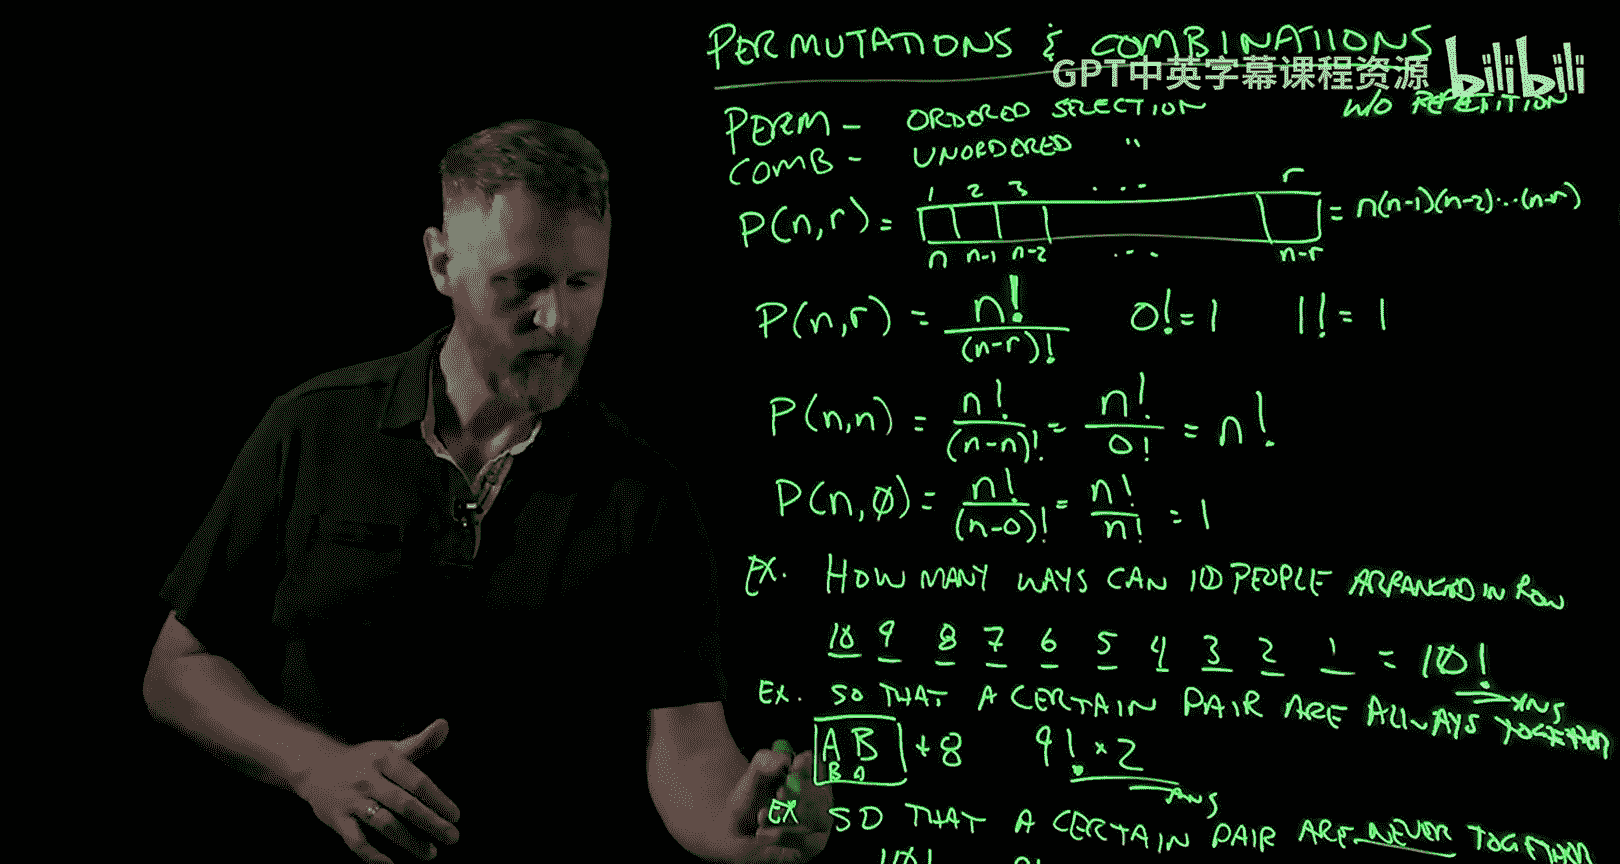 PERMUTATIONS & COMBINATIONS
GPT中英字幕课程资源 bilibili
PERM - ORDERED SELECTION W/O REPETITION
COMB - UNORDERED "
1 2 3 ... r
P(n,r) = = n(n-1)(n-2)...(n-r)
n n-1 n-2 ... n-r
P(n,r) = n!/(n-r)! 0! = 1 1! = 1
P(n,n) = n!/(n-n)! = n!/0! = n!
P(n,0) = n!/(n-0)! = n!/n! = 1
EX. HOW MANY WAYS CAN 10 PEOPLE ARRANGED IN ROW
10 9 8 7 6 5 4 3 2 1 = 10!
ANS
EX. SO THAT A CERTAIN PAIR ARE ALWAYS TOGETHER
AB + 8 9! × 2
BA
ANS
EX SO THAT A CERTAIN PAIR ARE NEVER TOGETHER
10!